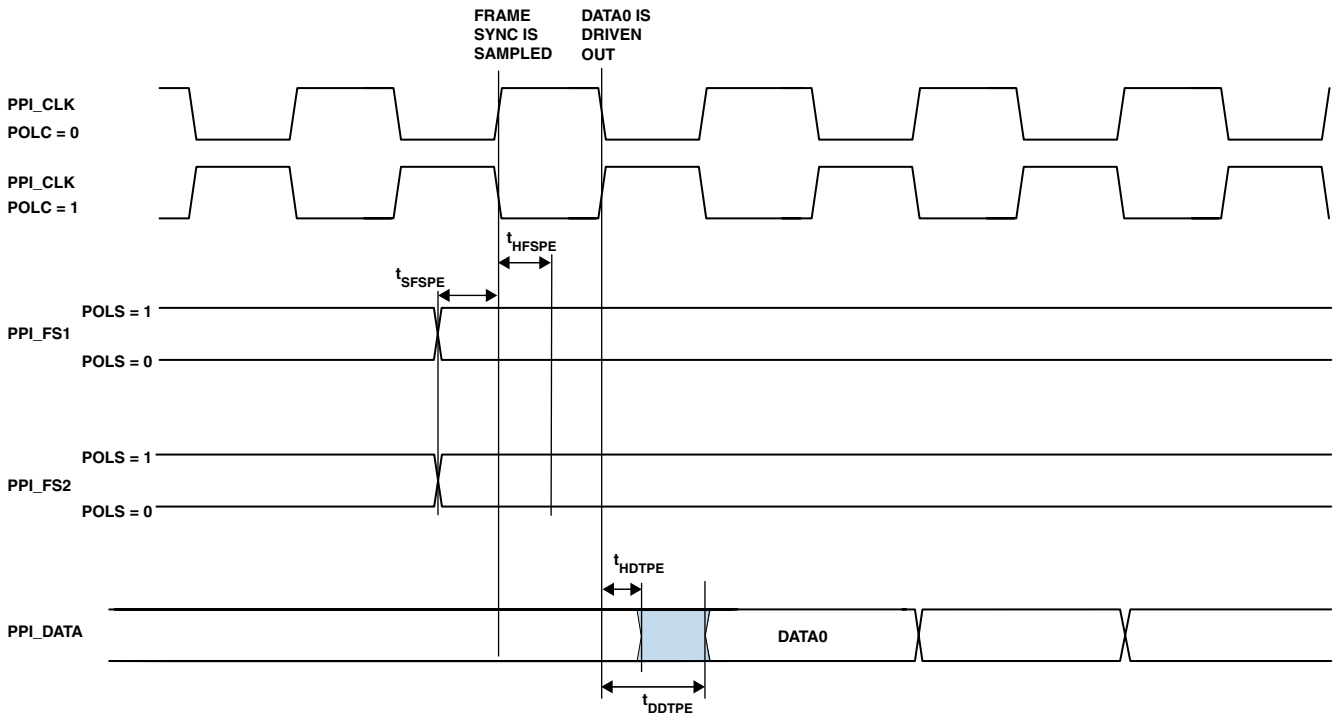 FRAME
SYNC IS
SAMPLED
DATA0 IS
DRIVEN
OUT
PPI_CLK
POLC = 0
PPI_CLK
POLC = 1
tHFSPE
tSFSPE
POLS = 1
PPI_FS1
POLS = 0
POLS = 1
PPI_FS2
POLS = 0
tHDTPE
PPI_DATA
DATA0
tDDTPE